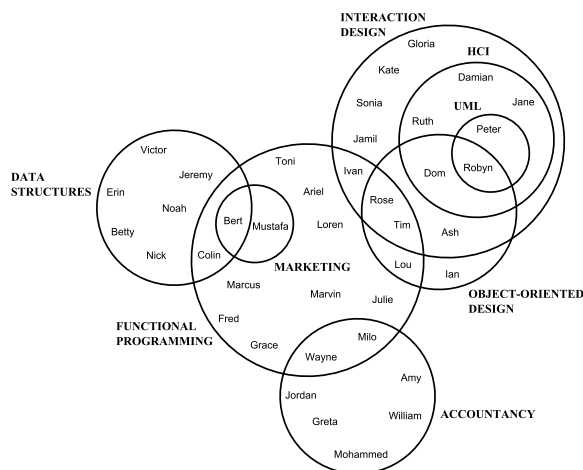 INTERACTION
DESIGN
Gloria
HCI
Kate
Damian
Sonia
Jane
UML
Ruth
Peter
Jamil
Victor
Toni
Ivan
Dom
Robyn
DATA
STRUCTURES
Jeremy
Erin
Ariel
Rose
Noah
Bert
Mustafa
Loren
Tim
Betty
Ash
Nick
Colin
MARKETING
Lou
Ian
Marcus
Marvin
Julie
OBJECT-ORIENTED
DESIGN
FUNCTIONAL
PROGRAMMING
Fred
Grace
Milo
Wayne
Amy
Jordan
Greta
William
ACCOUNTANCY
Mohammed